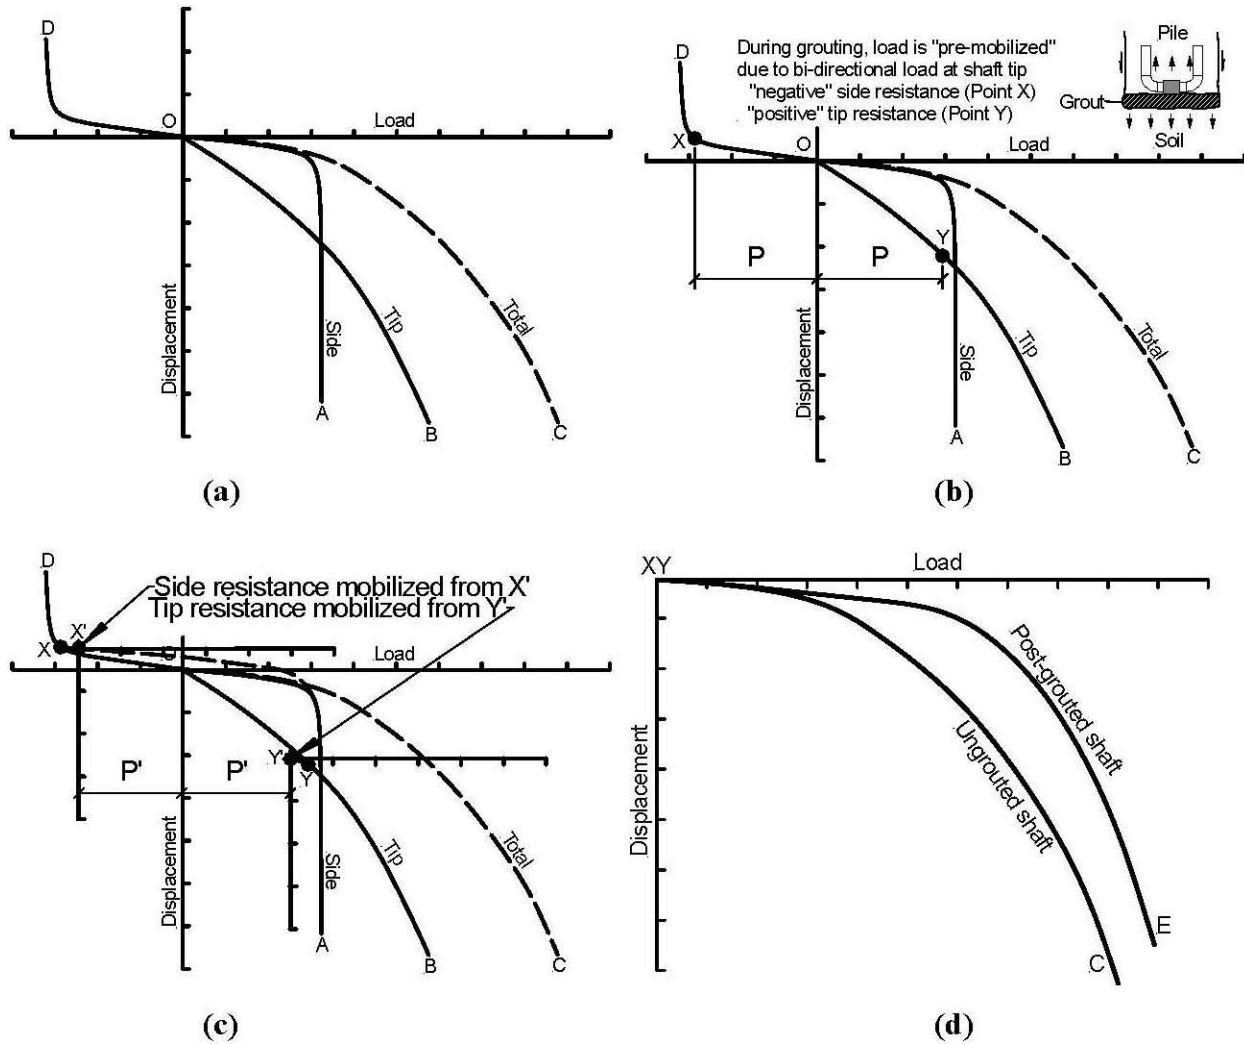 D
O
Load
Displacement
Side
Tip
Total
A
B
C
(a)
During grouting, load is "pre-mobilized"
due to bi-directional load at shaft tip
"negative" side resistance (Point X)
"positive" tip resistance (Point Y)
Pile
Grout
Soil
D
X
O
Load
Y
P
P
Displacement
Side
Tip
Total
A
B
C
(b)
D
Side resistance mobilized from X'
Tip resistance mobilized from Y'
X
X'
Load
Y'
Y
P'
P'
Displacement
Side
Tip
Total
A
B
C
(c)
XY
Load
Displacement
Post-grouted shaft
Ungrouted shaft
E
C
(d)